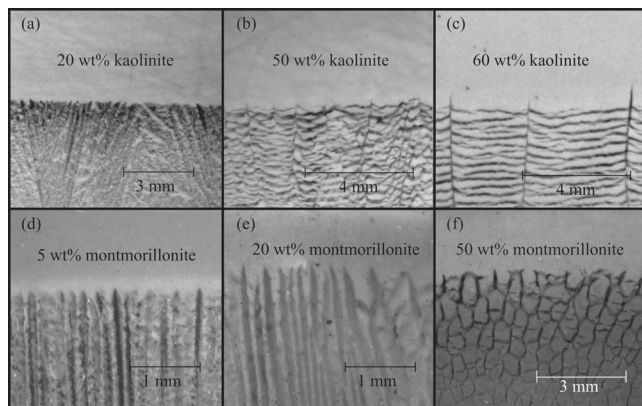 (a)
20 wt% kaolinite
3 mm
(b)
50 wt% kaolinite
4 mm
(c)
60 wt% kaolinite
4 mm
(d)
5 wt% montmorillonite
1 mm
(e)
20 wt% montmorillonite
1 mm
(f)
50 wt% montmorillonite
3 mm